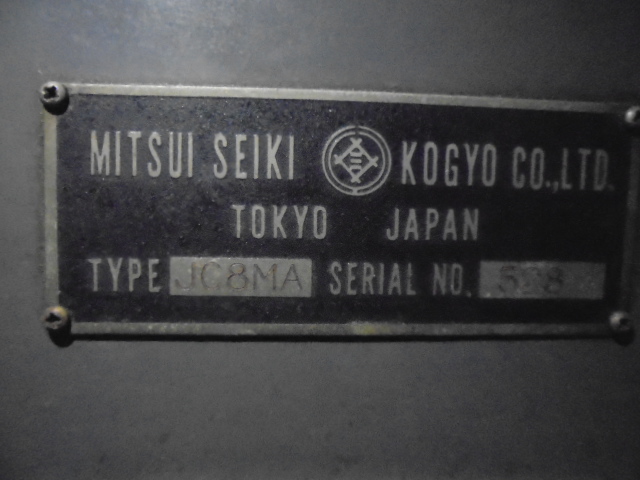 MITSUI SEIKI KOGYO CO.,LTD.
TOKYO JAPAN
TYPE JC8MA SERIAL NO.